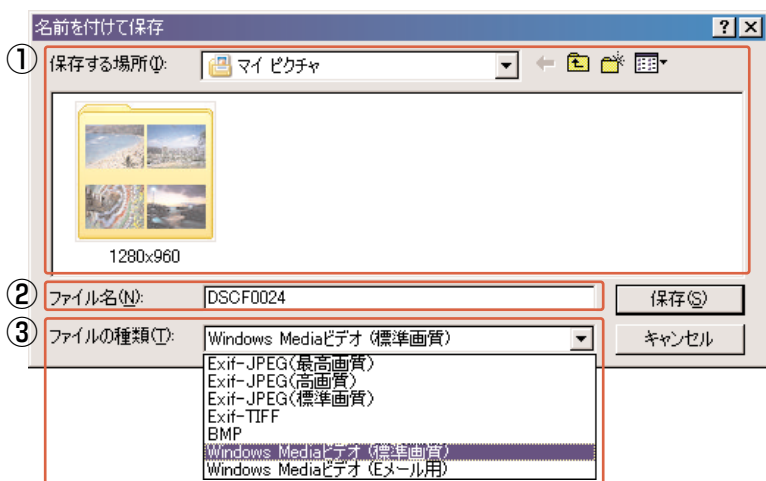 名前を付けて保存
① 保存する場所(I): マイ ピクチャ
1280x960
② ファイル名(N): DSCF0024 保存(S)
③ ファイルの種類(T): Windows Mediaビデオ (標準画質) キャンセル
Exif-JPEG(最高画質)
Exif-JPEG(高画質)
Exif-JPEG(標準画質)
Exif-TIFF
BMP
Windows Mediaビデオ (標準画質)
Windows Mediaビデオ (Eメール用)